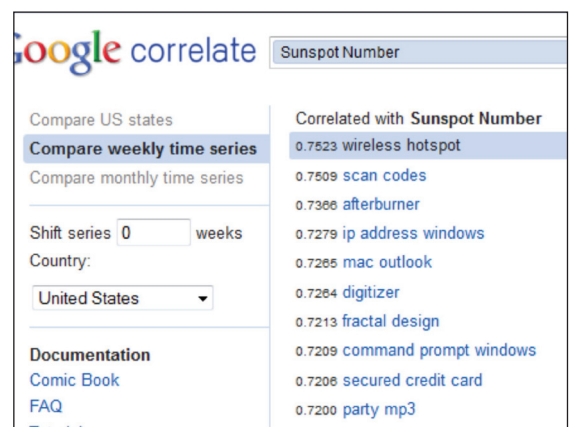 Google correlate
Sunspot Number
Compare US states
Compare weekly time series
Compare monthly time series
Shift series 0 weeks
Country:
United States
Documentation
Comic Book
FAQ
Correlated with Sunspot Number
0.7523 wireless hotspot
0.7509 scan codes
0.7366 afterburner
0.7279 ip address windows
0.7265 mac outlook
0.7264 digitizer
0.7213 fractal design
0.7209 command prompt windows
0.7206 secured credit card
0.7200 party mp3